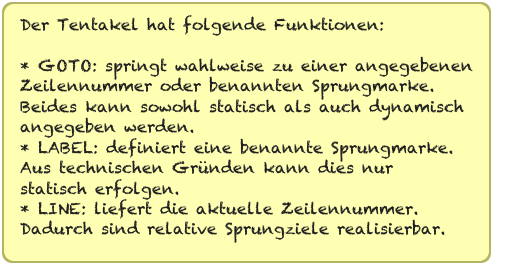 Der Tentakel hat folgende Funktionen:

* GOTO: springt wahlweise zu einer angegebenen
Zeilennummer oder benannten Sprungmarke.
Beides kann sowohl statisch als auch dynamisch
angegeben werden.
* LABEL: definiert eine benannte Sprungmarke.
Aus technischen Gründen kann dies nur
statisch erfolgen.
* LINE: liefert die aktuelle Zeilennummer.
Dadurch sind relative Sprungziele realisierbar.